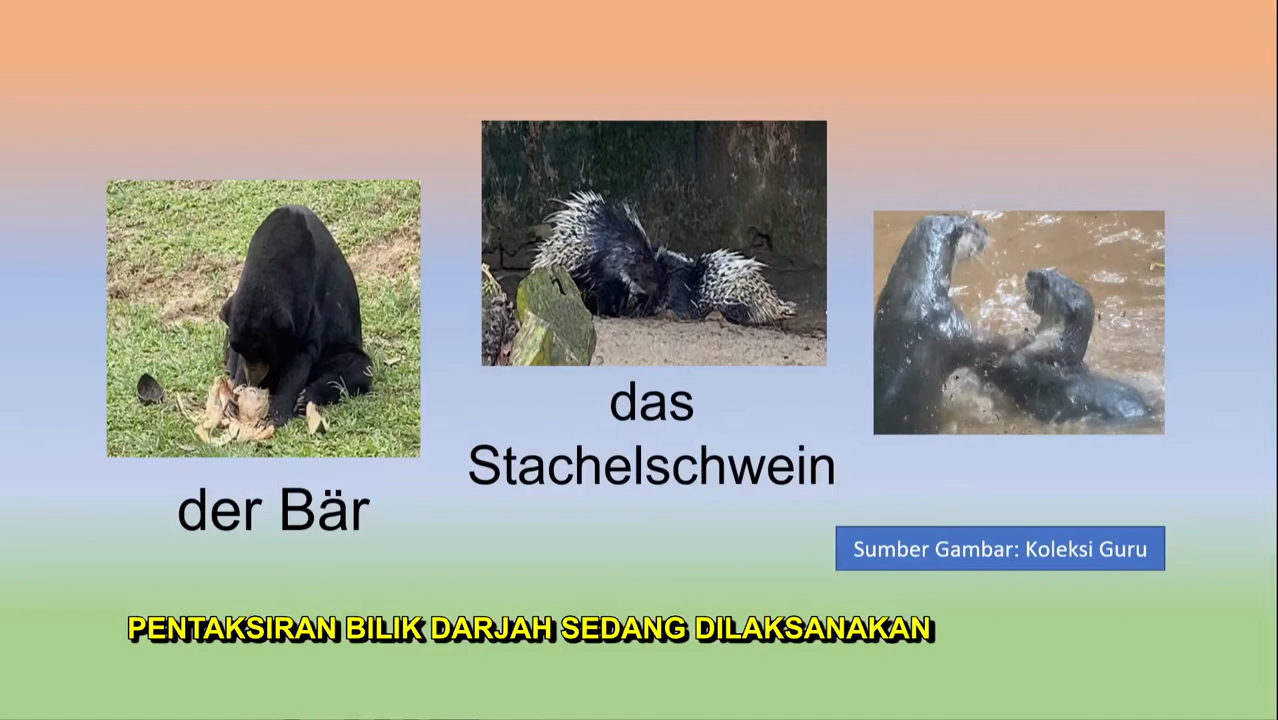 der Bär
das
Stachelschwein
Sumber Gambar: Koleksi Guru
PENTAKSIRAN BILIK DARJAH SEDANG DILAKSANAKAN